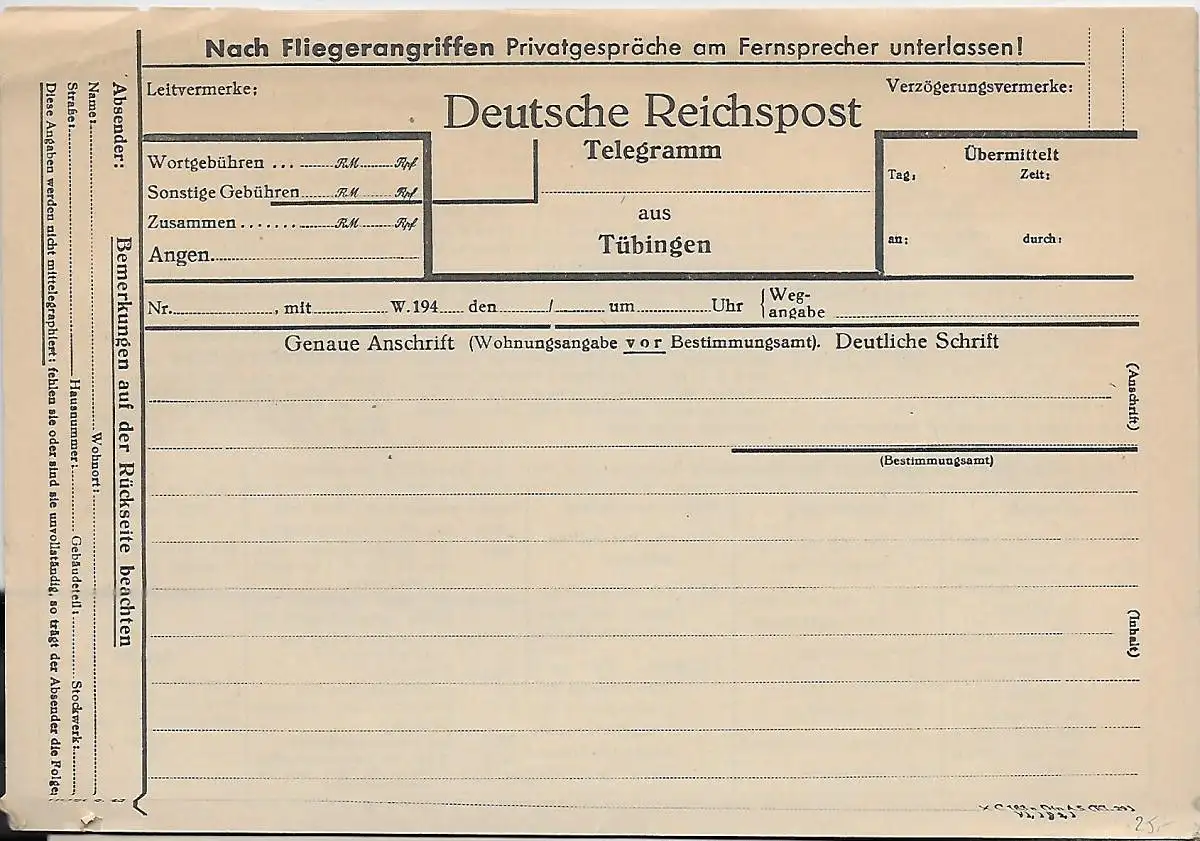 Nach Fliegerangriffen Privatgespräche am Fernsprecher unterlassen!
Leitvermerke:
Verzögerungsvermerke:
Deutsche Reichspost
Telegramm
aus
Tübingen
Wortgebühren ... RM Rpf
Sonstige Gebühren RM Rpf
Zusammen ........ RM Rpf
Angen.
Übermittelt
Tag: Zeit:
an: durch:
Nr. , mit W.194 den / um Uhr
Weg-
angabe
Genaue Anschrift (Wohnungsangabe vor Bestimmungsamt). Deutliche Schrift
(Anschrift)
(Bestimmungsamt)
(Inhalt)
Absender: Bemerkungen auf der Rückseite beachten
Name: Wohnort:
Straße: Hausnummer: Gebäudeteil: Stockwerk:
Diese Angaben werden nicht mittelegraphiert; fehlen sie oder sind sie unvollständig, so trägt der Absender die Folge
25.-